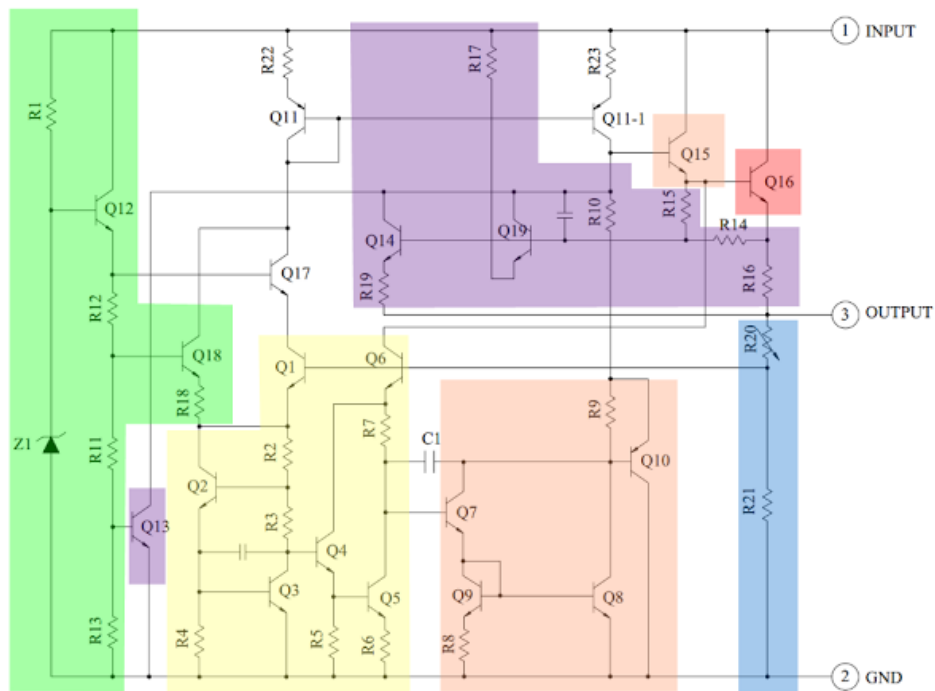 1 INPUT
R22
R17
R23
R1
Q11
Q11-1
Q15
Q16
Q12
R10
R15
R14
Q14
Q19
Q17
R19
R16
R12
3 OUTPUT
R20
Q18
Q1
Q6
R18
R9
R7
Z1
R11
R2
C1
Q10
Q2
R21
R3
Q7
Q13
Q4
Q3
Q5
Q9
Q8
R13
R4
R5
R6
R8
2 GND